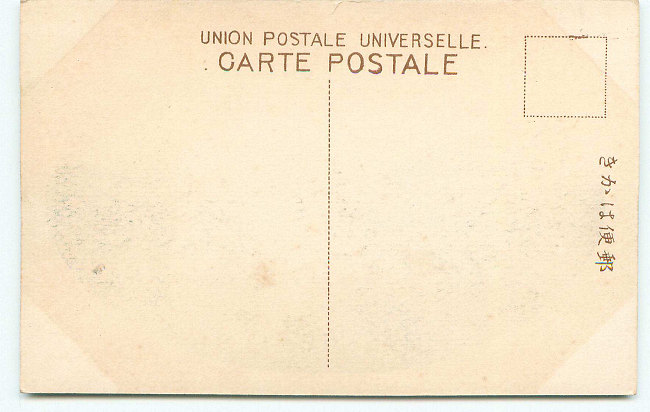 UNION POSTALE UNIVERSELLE.
CARTE POSTALE
きかは便郵